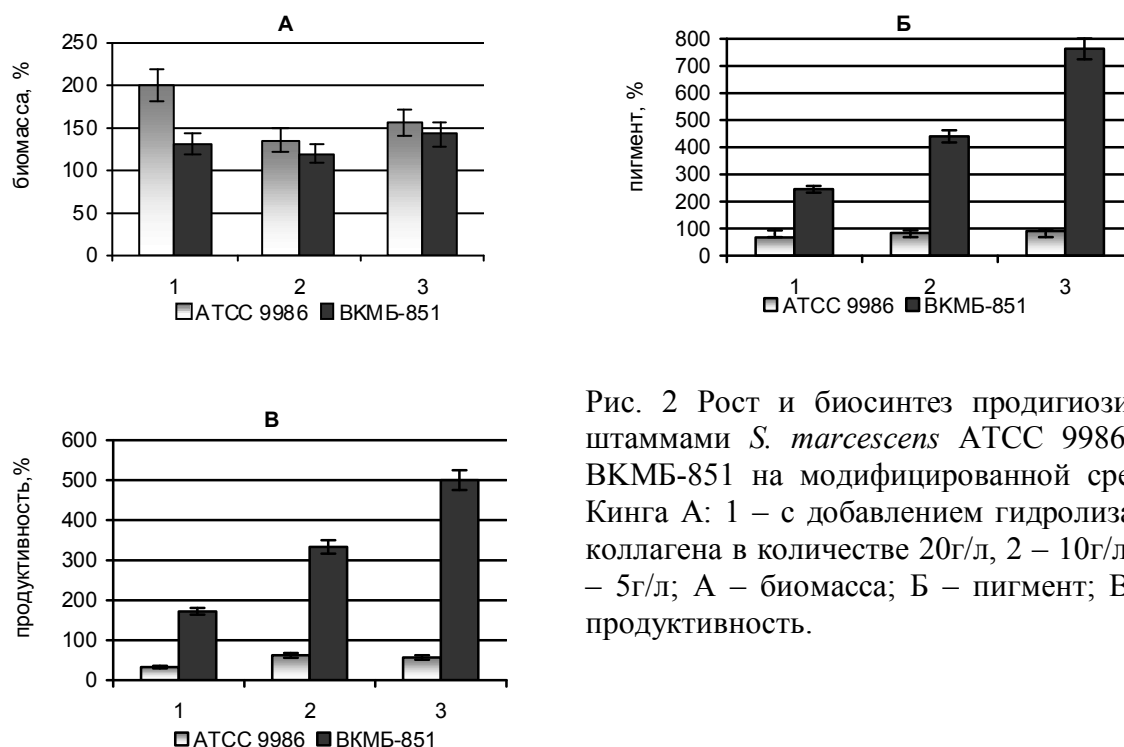 А
биомасса, %
250
200
150
100
50
0
1 2 3
АТСС 9986 ВКМБ-851
Б
пигмент, %
800
700
600
500
400
300
200
100
0
1 2 3
АТСС 9986 ВКМБ-851
В
продуктивность,%
600
500
400
300
200
100
0
1 2 3
АТСС 9986 ВКМБ-851
Рис. 2 Рост и биосинтез продигиози
штаммами S. marcescens АТСС 9986
ВКМБ-851 на модифицированной сре
Кинга А: 1 – с добавлением гидролиза
коллагена в количестве 20г/л, 2 – 10г/л
– 5г/л; А – биомасса; Б – пигмент; В
продуктивность.